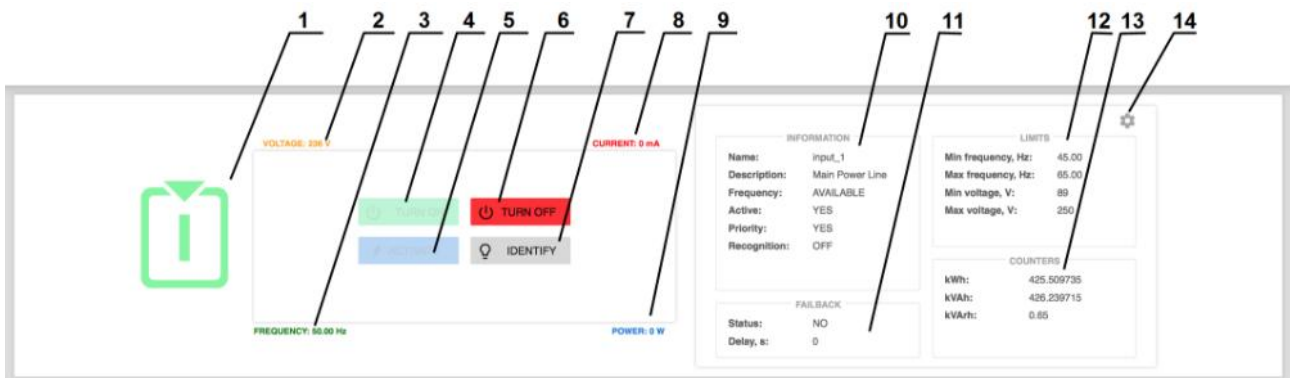 1 2 3 4 5 6 7 8 9 10 11 12 13 14
VOLTAGE: 236 V
CURRENT: 0 mA
TURN ON
TURN OFF
IDENTIFY
FREQUENCY: 50.00 Hz
POWER: 0 W
INFORMATION
Name: input_1
Description: Main Power Line
Frequency: AVAILABLE
Active: YES
Priority: YES
Recognition: OFF
FAILBACK
Status: NO
Delay, s: 0
LIMITS
Min frequency, Hz: 45.00
Max frequency, Hz: 65.00
Min voltage, V: 89
Max voltage, V: 250
COUNTERS
kWh: 425.509735
kVAh: 426.239715
kVArh: 0.65